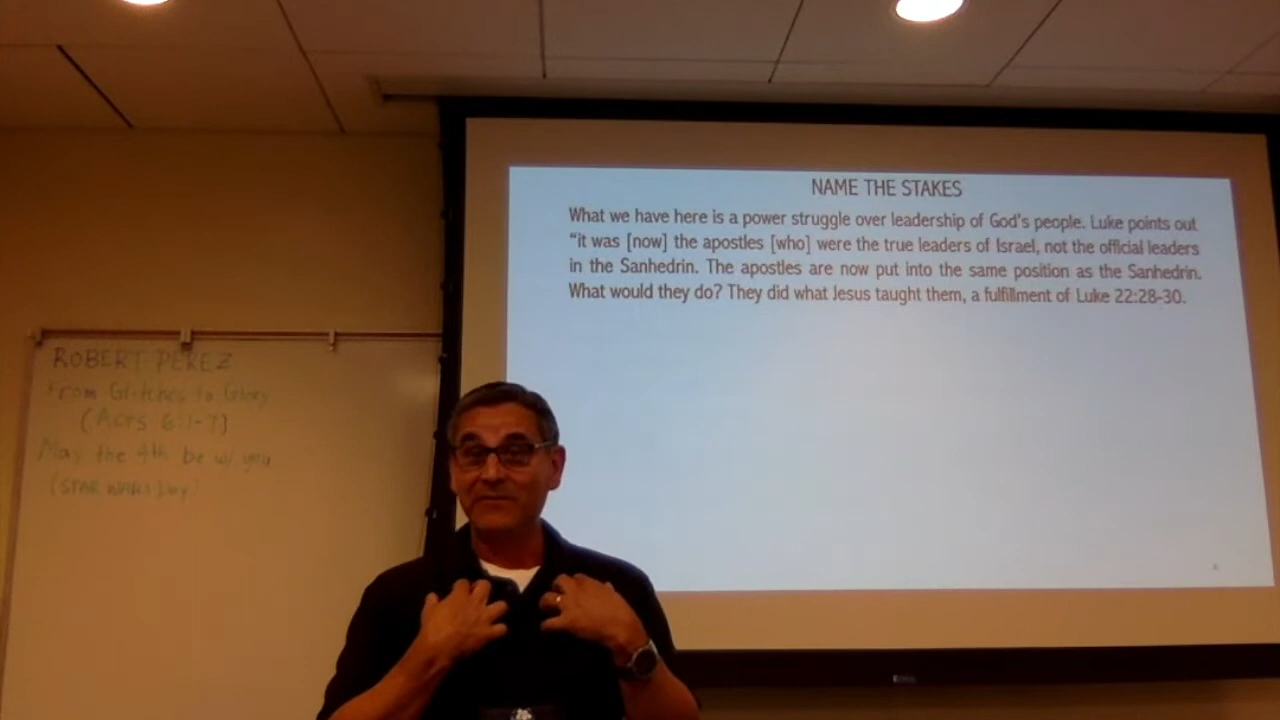 NAME THE STAKES
What we have here is a power struggle over leadership of God's people. Luke points out
“it was [now] the apostles [who] were the true leaders of Israel, not the official leaders
in the Sanhedrin. The apostles are now put into the same position as the Sanhedrin.
What would they do? They did what Jesus taught them, a fulfillment of Luke 22:28-30.
ROBERT PEREZ
From Glitches to Glory
(Acts 6:1-7)
May the 4th be w/ you
(STAR WARS Day)